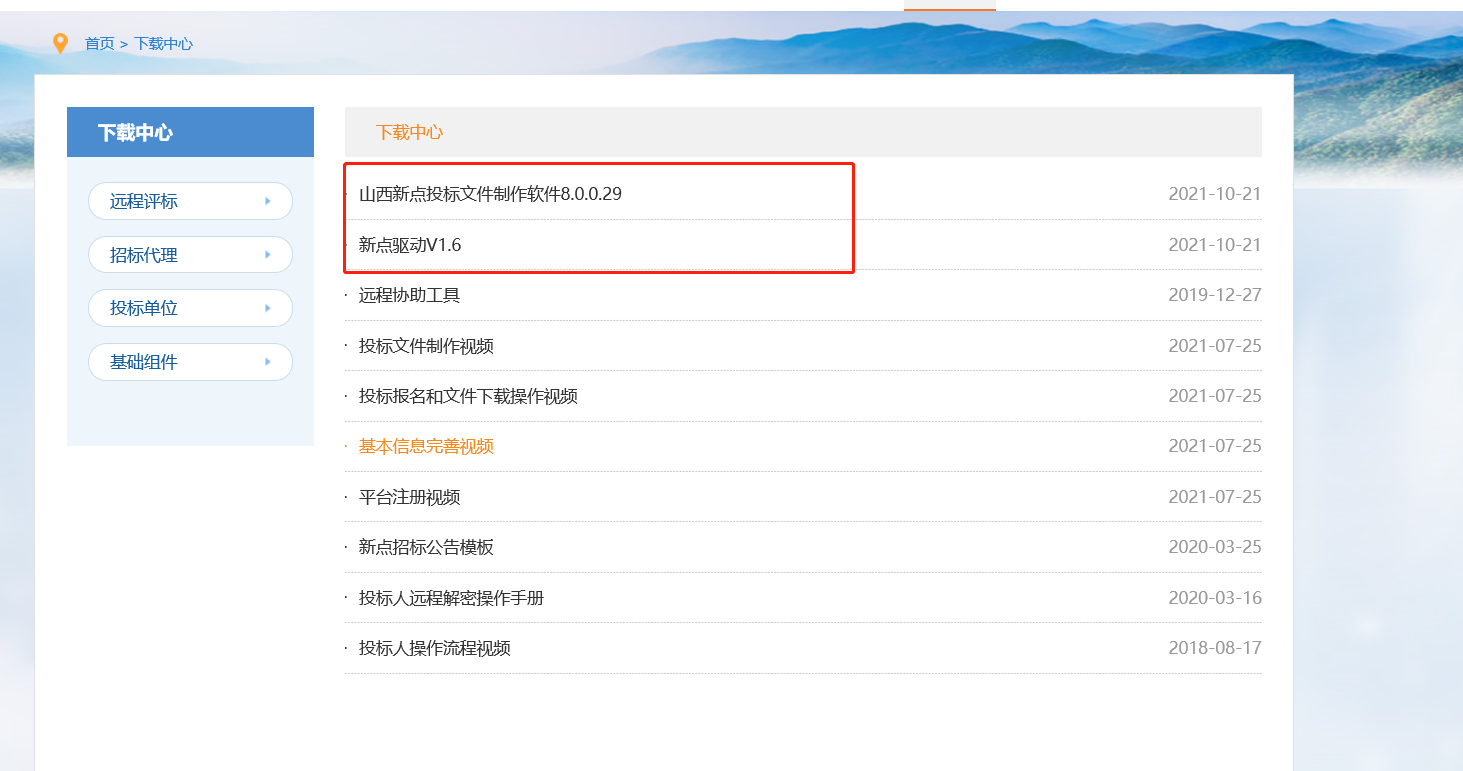 首页 > 下载中心
下载中心
远程评标
招标代理
投标单位
基础组件
下载中心
山西新点投标文件制作软件8.0.0.29 2021-10-21
新点驱动V1.6 2021-10-21
· 远程协助工具 2019-12-27
· 投标文件制作视频 2021-07-25
· 投标报名和文件下载操作视频 2021-07-25
· 基本信息完善视频 2021-07-25
· 平台注册视频 2021-07-25
· 新点招标公告模板 2020-03-25
· 投标人远程解密操作手册 2020-03-16
· 投标人操作流程视频 2018-08-17